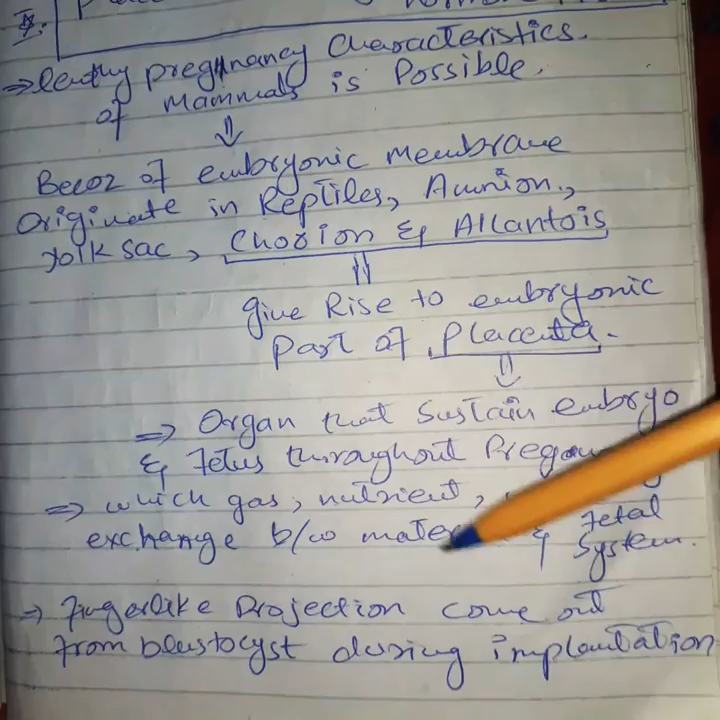 ⇒ lenthy pregnancy Characteristics
of Mammals is Possible.
⇓
Becoz of embryonic Membrane
Originate in Reptiles, Amnion,
Yolk sac, Chorion & Allantois
give Rise to embryonic
Part of Placenta.
⇓
⇒ Organ that Sustain embryo
& Fetus throughout
⇒ which gas, nutrient,
exchange b/w & Fetal
System.
⇒ Fingerlike Projection come out
from blastocyst during implantation